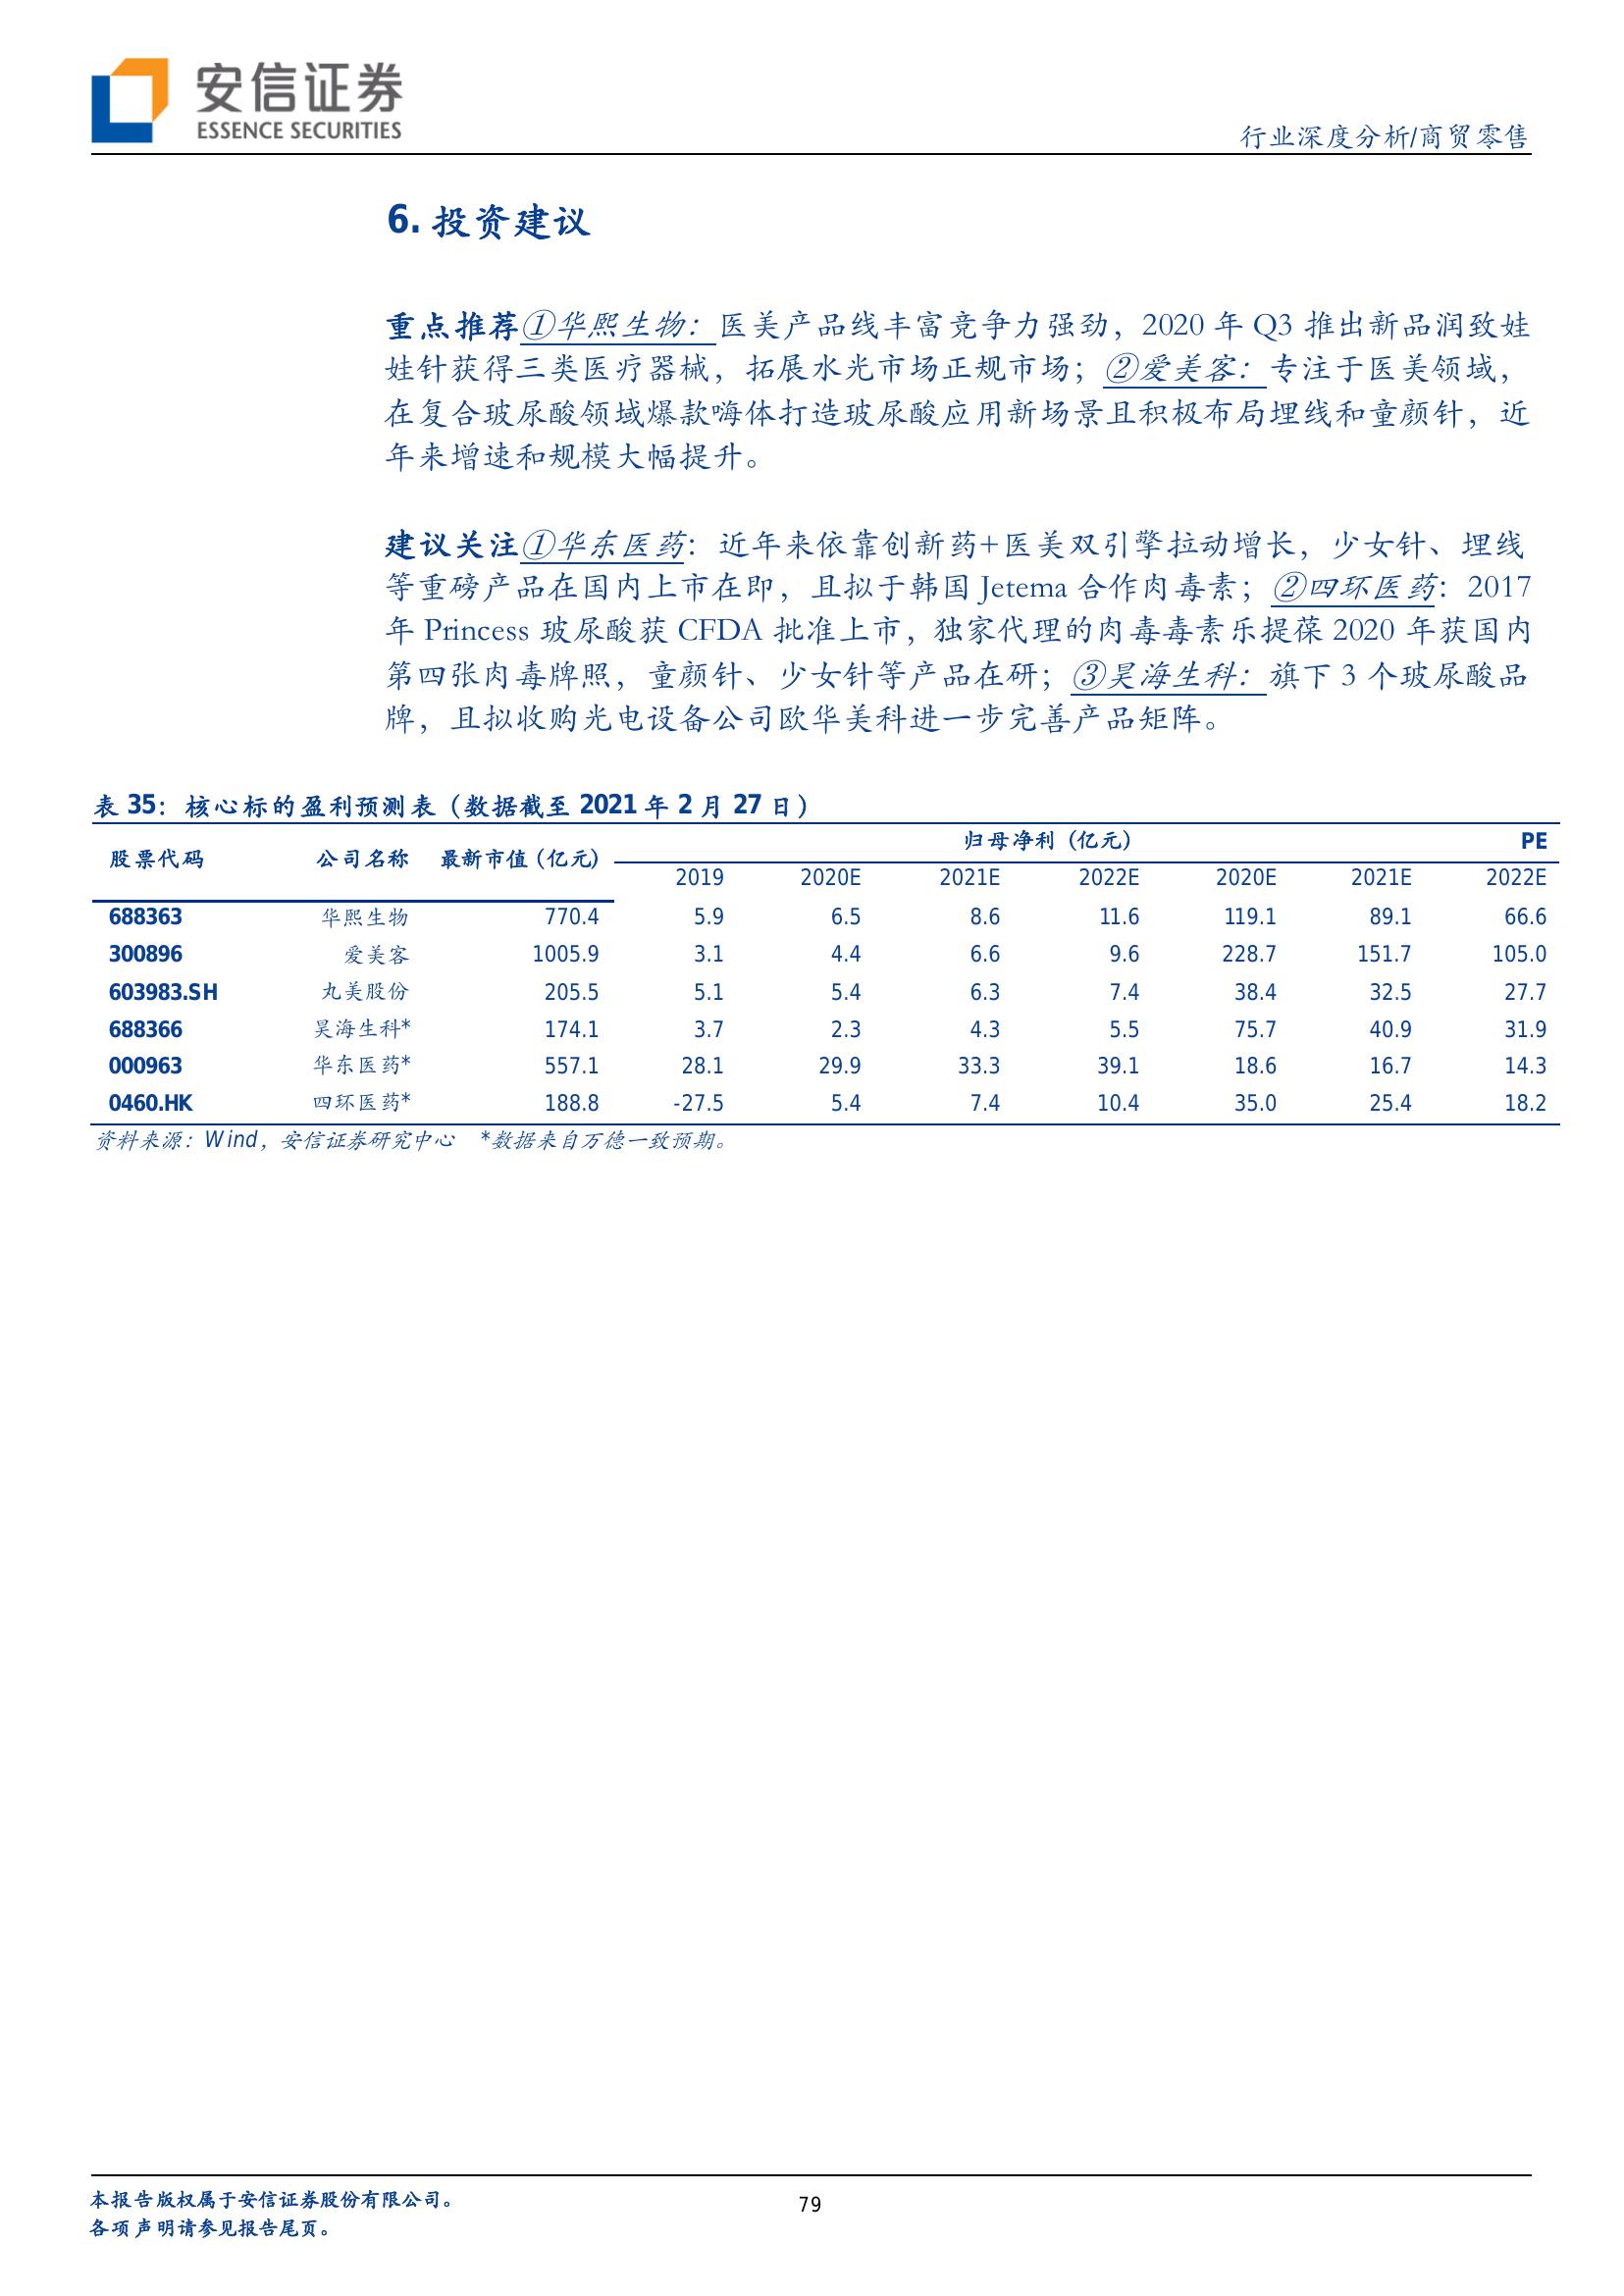 安信证券
ESSENCE SECURITIES
行业深度分析/商贸零售
6. 投资建议
重点推荐①华熙生物：医美产品线丰富竞争力强劲，2020 年 Q3 推出新品润致娃
娃针获得三类医疗器械，拓展水光市场正规市场；②爱美客：专注于医美领域，
在复合玻尿酸领域爆款嗨体打造玻尿酸应用新场景且积极布局埋线和童颜针，近
年来增速和规模大幅提升。
建议关注①华东医药：近年来依靠创新药+医美双引擎拉动增长，少女针、埋线
等重磅产品在国内上市在即，且拟于韩国 Jetema 合作肉毒素；②四环医药：2017
年 Princess 玻尿酸获 CFDA 批准上市，独家代理的肉毒毒素乐提葆 2020 年获国内
第四张肉毒牌照，童颜针、少女针等产品在研；③昊海生科：旗下 3 个玻尿酸品
牌，且拟收购光电设备公司欧华美科进一步完善产品矩阵。
表 35：核心标的盈利预测表（数据截至 2021 年 2 月 27 日）
股票代码 公司名称 最新市值（亿元） 归母净利（亿元） PE
2019 2020E 2021E 2022E 2020E 2021E 2022E
688363 华熙生物 770.4 5.9 6.5 8.6 11.6 119.1 89.1 66.6
300896 爱美客 1005.9 3.1 4.4 6.6 9.6 228.7 151.7 105.0
603983.SH 丸美股份 205.5 5.1 5.4 6.3 7.4 38.4 32.5 27.7
688366 昊海生科* 174.1 3.7 2.3 4.3 5.5 75.7 40.9 31.9
000963 华东医药* 557.1 28.1 29.9 33.3 39.1 18.6 16.7 14.3
0460.HK 四环医药* 188.8 -27.5 5.4 7.4 10.4 35.0 25.4 18.2
资料来源：Wind，安信证券研究中心 *数据来自万德一致预期。
本报告版权属于安信证券股份有限公司。
各项声明请参见报告尾页。
79